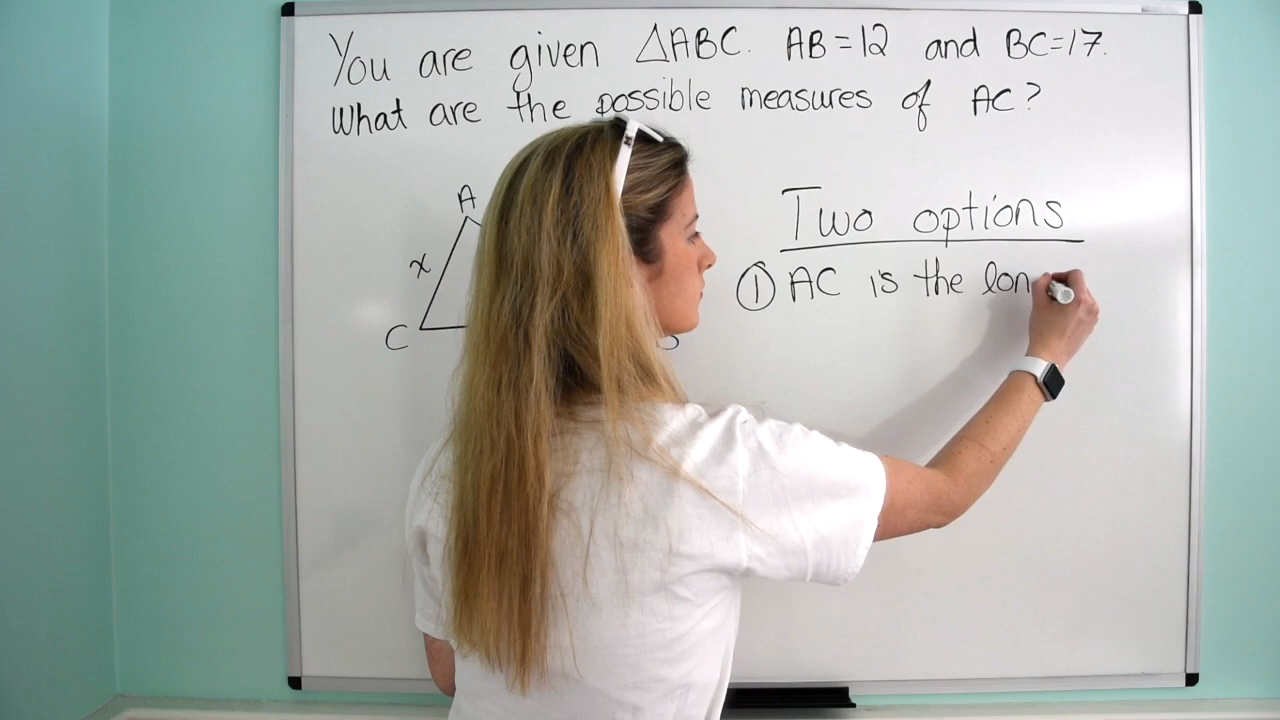 You are given △ABC. AB=12 and BC=17.
What are the possible measures of AC?
A
x
C
Two options
① AC is the lon